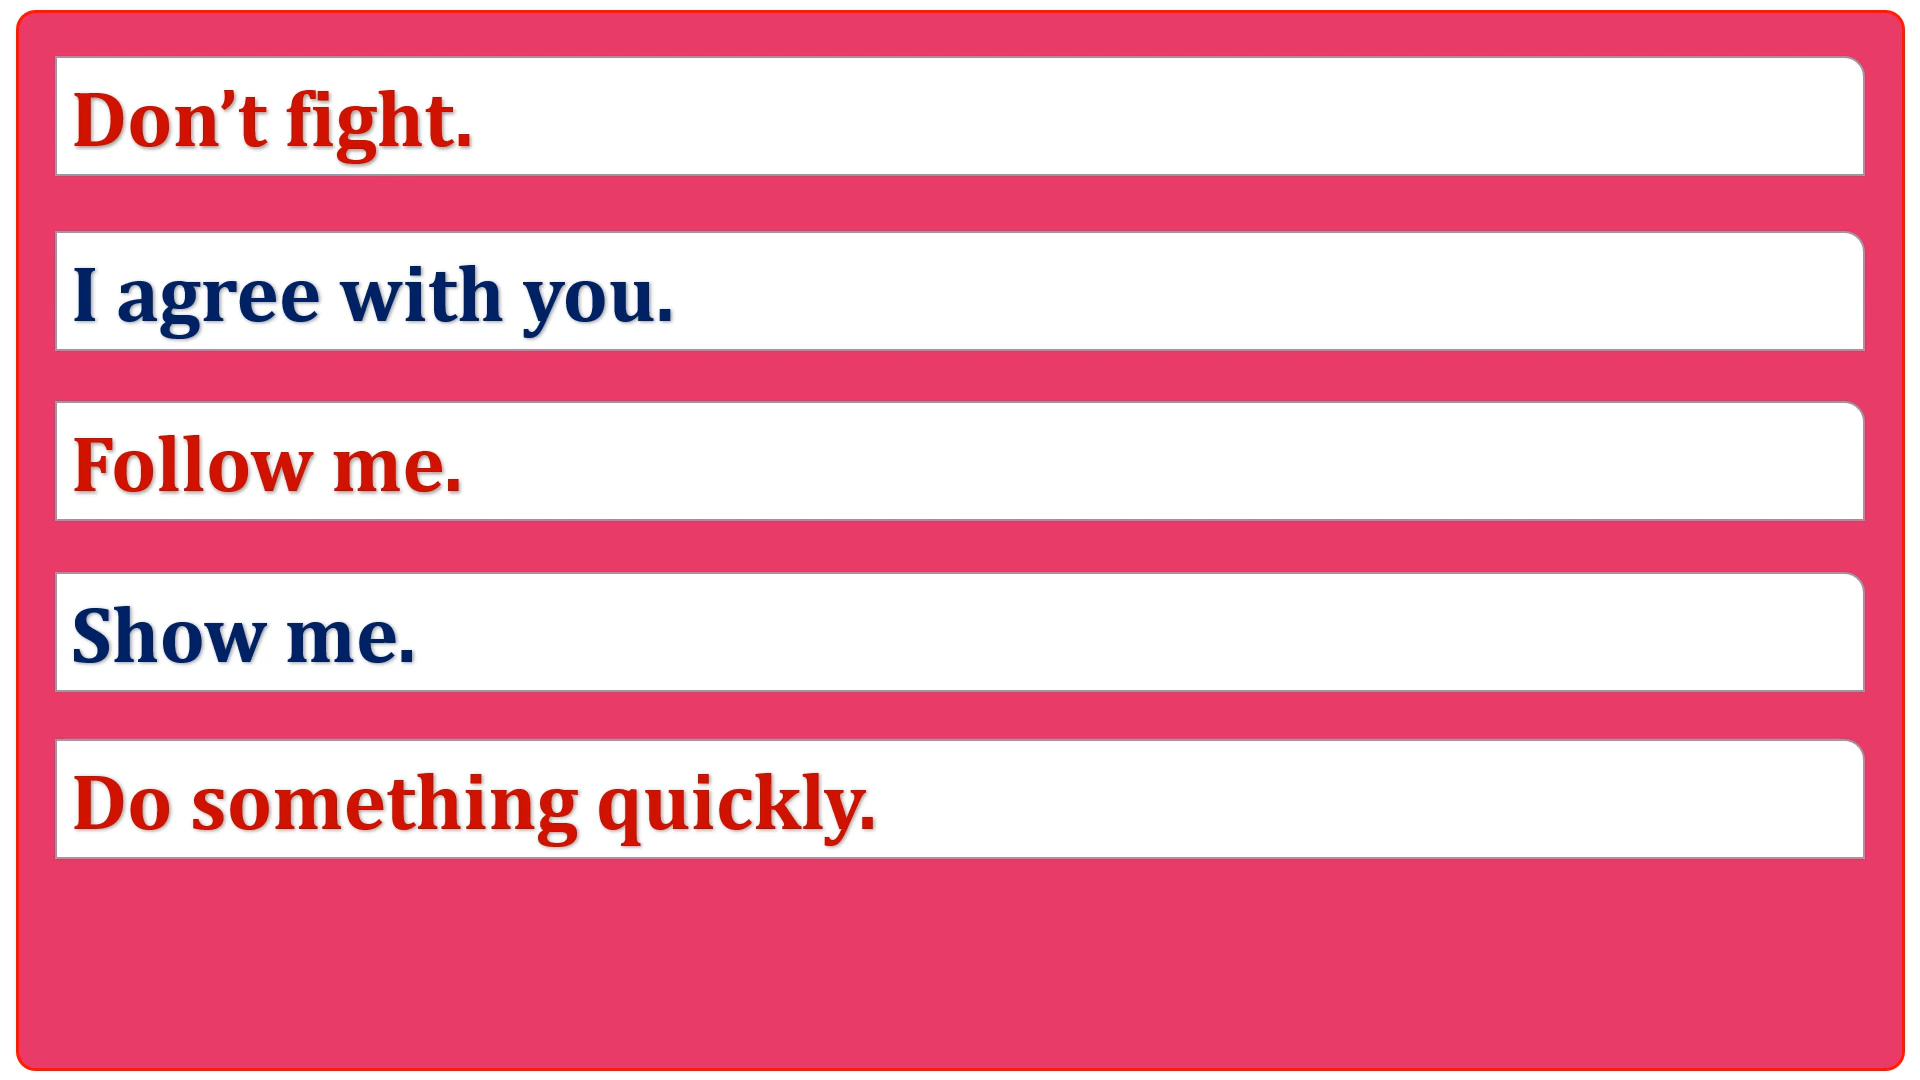 Don’t fight.
I agree with you.
Follow me.
Show me.
Do something quickly.